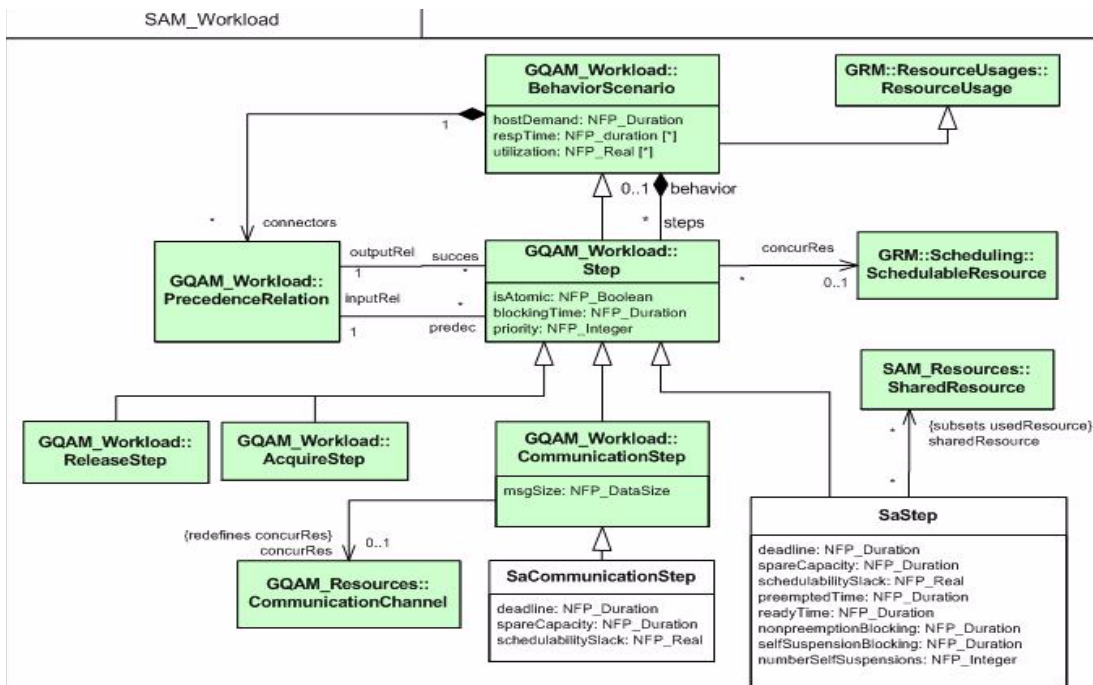 SAM_Workload
GQAM_Workload::
BehaviorScenario
hostDemand: NFP_Duration
respTime: NFP_duration [*]
utilization: NFP_Real [*]
GRM::ResourceUsages::
ResourceUsage
1
0..1
behavior
*
connectors
*
steps
GQAM_Workload::
PrecedenceRelation
outputRel
succes
1
*
inputRel
*
1
predec
GQAM_Workload::
Step
isAtomic: NFP_Boolean
blockingTime: NFP_Duration
priority: NFP_Integer
concurRes
*
0..1
GRM::Scheduling::
SchedulableResource
SAM_Resources::
SharedResource
{subsets usedResource}
*
sharedResource
*
GQAM_Workload::
ReleaseStep
GQAM_Workload::
AcquireStep
GQAM_Workload::
CommunicationStep
msgSize: NFP_DataSize
{redefines concurRes}
concurRes
0..1
GQAM_Resources::
CommunicationChannel
SaCommunicationStep
deadline: NFP_Duration
spareCapacity: NFP_Duration
schedulabilitySlack: NFP_Real
SaStep
deadline: NFP_Duration
spareCapacity: NFP_Duration
schedulabilitySlack: NFP_Real
preemptedTime: NFP_Duration
readyTime: NFP_Duration
nonpreemptionBlocking: NFP_Duration
selfSuspensionBlocking: NFP_Duration
numberSelfSuspensions: NFP_Integer